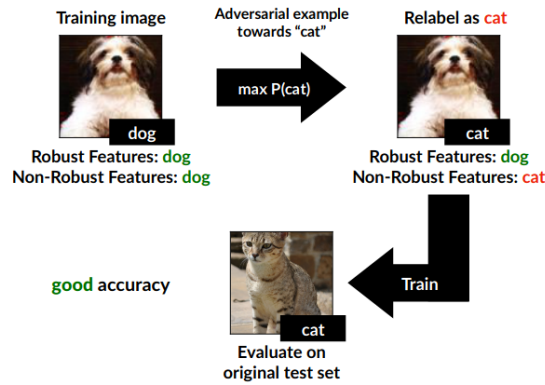 Training image
Adversarial example
towards “cat”
Relabel as cat
dog
max P(cat)
cat
Robust Features: dog
Non-Robust Features: dog
Robust Features: dog
Non-Robust Features: cat
good accuracy
cat
Train
Evaluate on
original test set